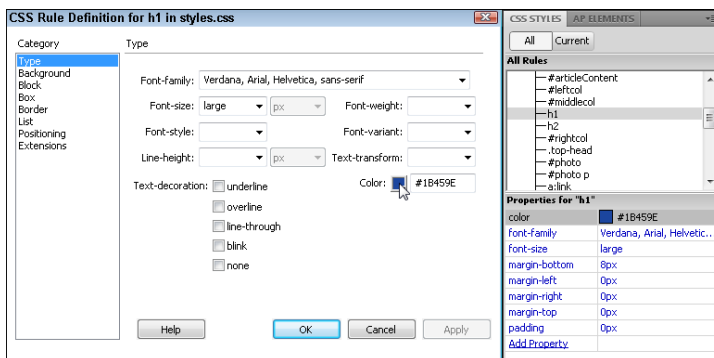 CSS Rule Definition for h1 in styles.css
Category
Type
Background
Block
Box
Border
List
Positioning
Extensions
Type
Font-family: Verdana, Arial, Helvetica, sans-serif
Font-size: large px Font-weight:
Font-style: Font-variant:
Line-height: px Text-transform:
Text-decoration: underline Color: #1B459E
overline
line-through
blink
none
Help OK Cancel Apply
CSS STYLES AP ELEMENTS
All Current
All Rules
#articleContent
#leftcol
#middlecol
h1
h2
#rightcol
.top-head
#photo
#photo p
a:link
Properties for "h1"
color #1B459E
font-family Verdana, Arial, Helvetic...
font-size large
margin-bottom 8px
margin-left 0px
margin-right 0px
margin-top 0px
padding 0px
Add Property